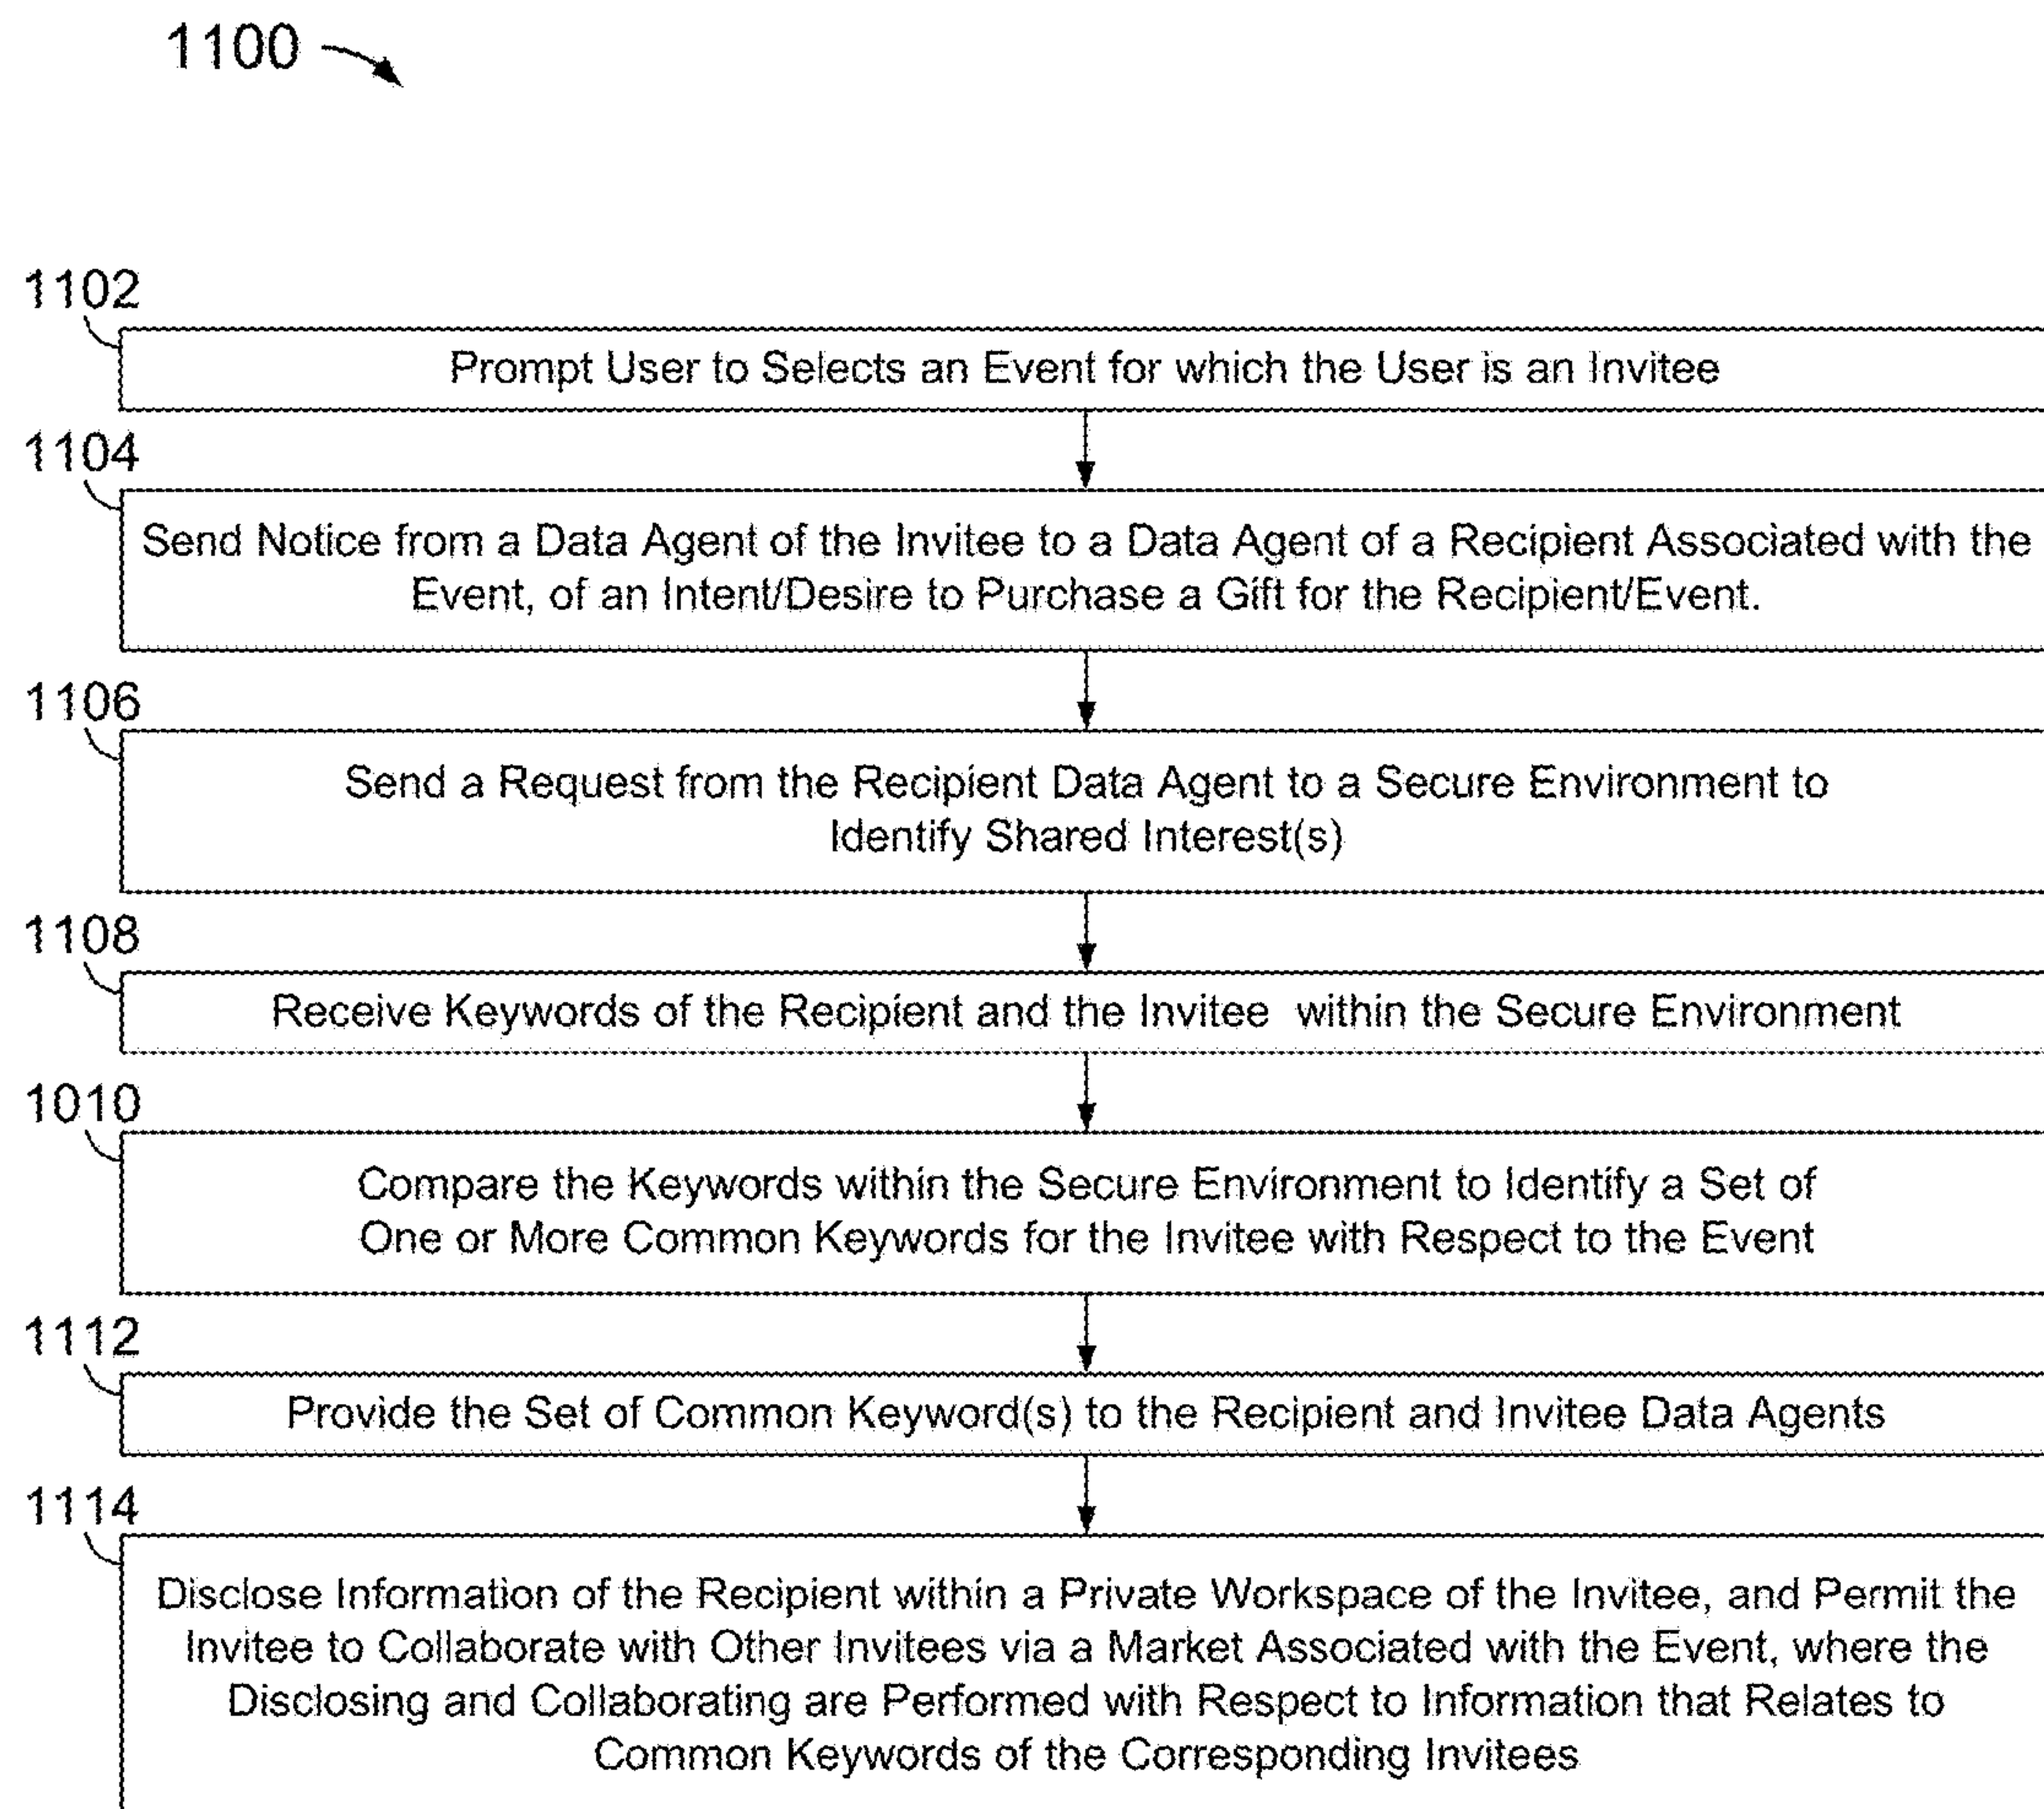 1100
1102
Prompt User to Selects an Event for which the User is an Invitee
1104
Send Notice from a Data Agent of the Invitee to a Data Agent of a Recipient Associated with the
Event, of an Intent/Desire to Purchase a Gift for the Recipient/Event.
1106
Send a Request from the Recipient Data Agent to a Secure Environment to
Identify Shared Interest(s)
1108
Receive Keywords of the Recipient and the Invitee within the Secure Environment
1010
Compare the Keywords within the Secure Environment to Identify a Set of
One or More Common Keywords for the Invitee with Respect to the Event
1112
Provide the Set of Common Keyword(s) to the Recipient and Invitee Data Agents
1114
Disclose Information of the Recipient within a Private Workspace of the Invitee, and Permit the
Invitee to Collaborate with Other Invitees via a Market Associated with the Event, where the
Disclosing and Collaborating are Performed with Respect to Information that Relates to
Common Keywords of the Corresponding Invitees